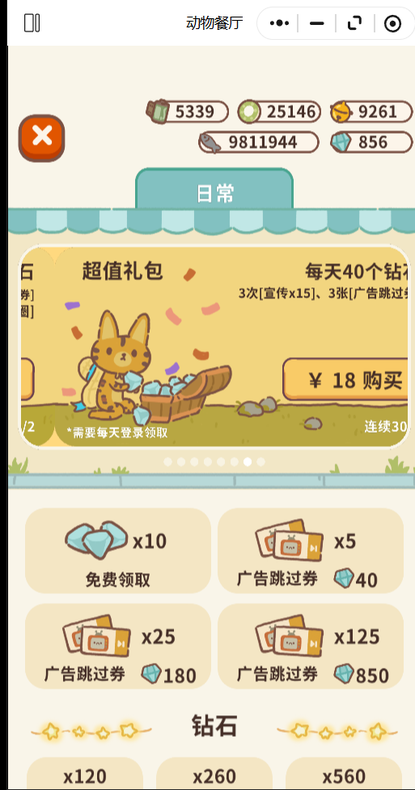 动物餐厅
5339 25146 9261
9811944 856
日常
石 超值礼包 每天40个钻石
券] 3次[宣传x15]、3张[广告跳过券
圈]
¥ 18 购买
/2 *需要每天登录领取 连续30
x10 x5
免费领取 广告跳过券 40
x25 x125
广告跳过券 180 广告跳过券 850
钻石
x120 x260 x560